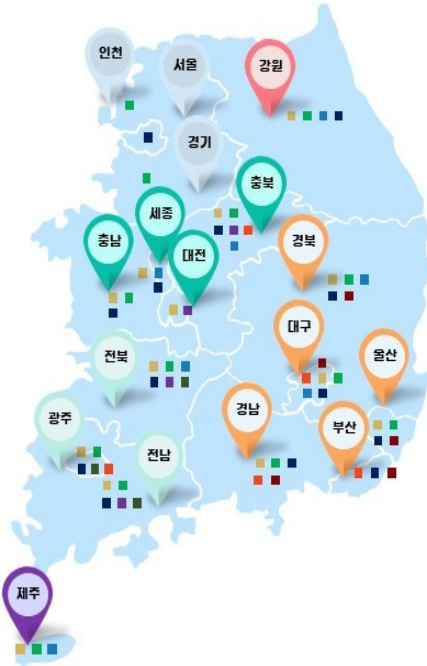 인천
서울
강원
경기
충북
세종
충남
대전
경북
대구
울산
전북
경남
광주
부산
전남
제주